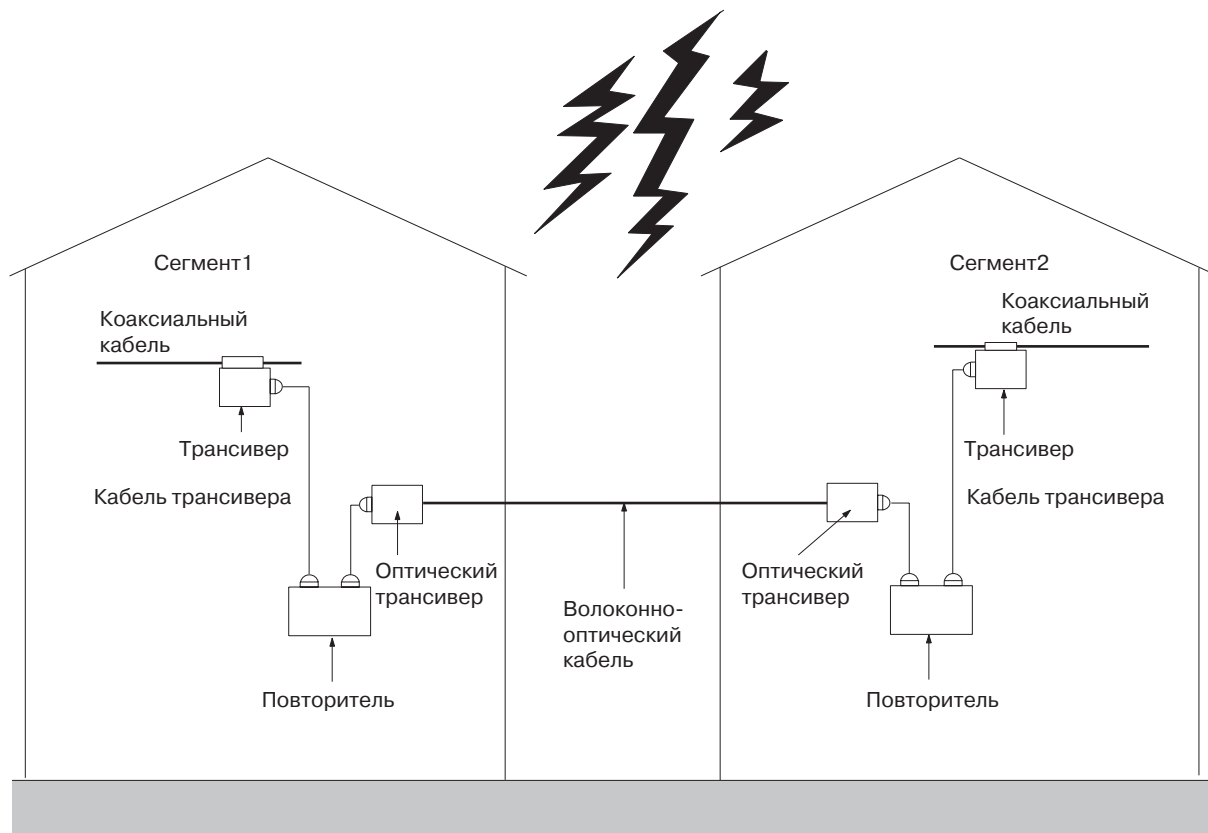 Сегмент1
Коаксиальный
кабель
Трансивер
Кабель трансивера
Оптический
трансивер
Повторитель
Волоконно-
оптический
кабель
Сегмент2
Коаксиальный
кабель
Трансивер
Кабель трансивера
Оптический
трансивер
Повторитель